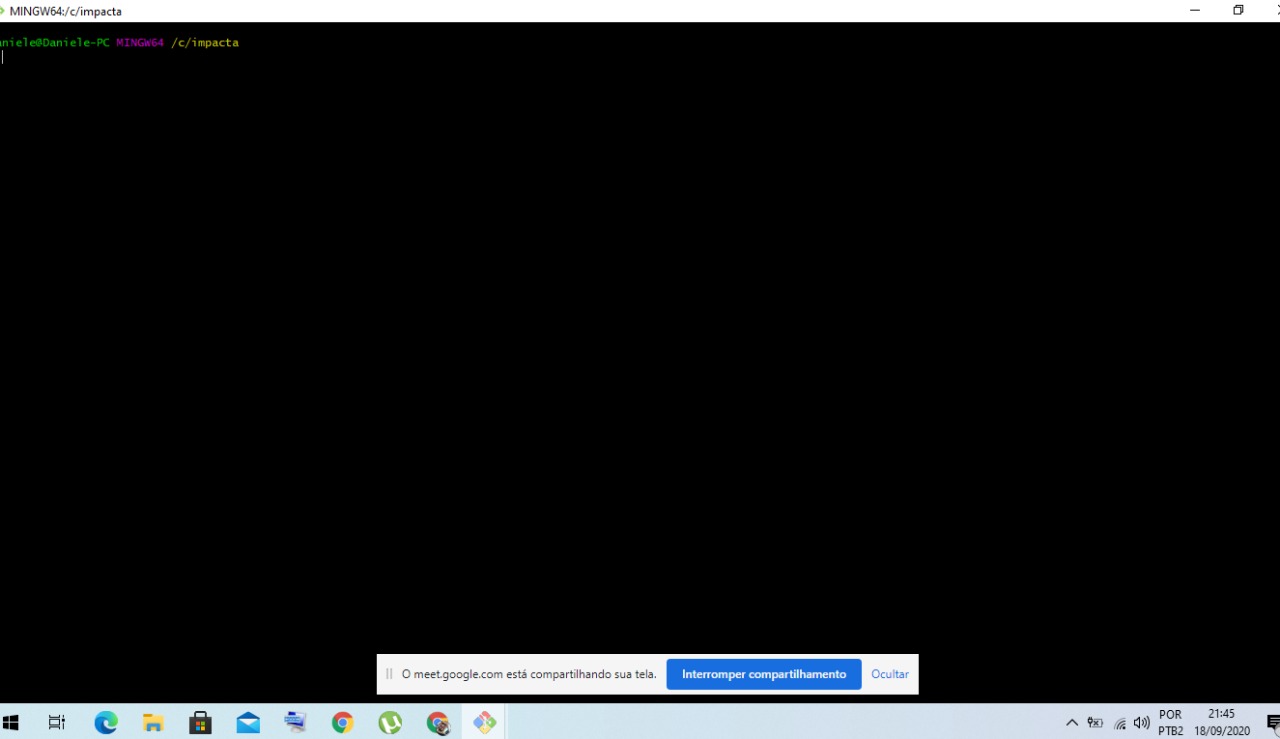 MINGW64:/c/impacta
aniele@Daniele-PC MINGW64 /c/impacta
O meet.google.com está compartilhando sua tela. Interromper compartilhamento Ocultar
POR 21:45
PTB2 18/09/2020